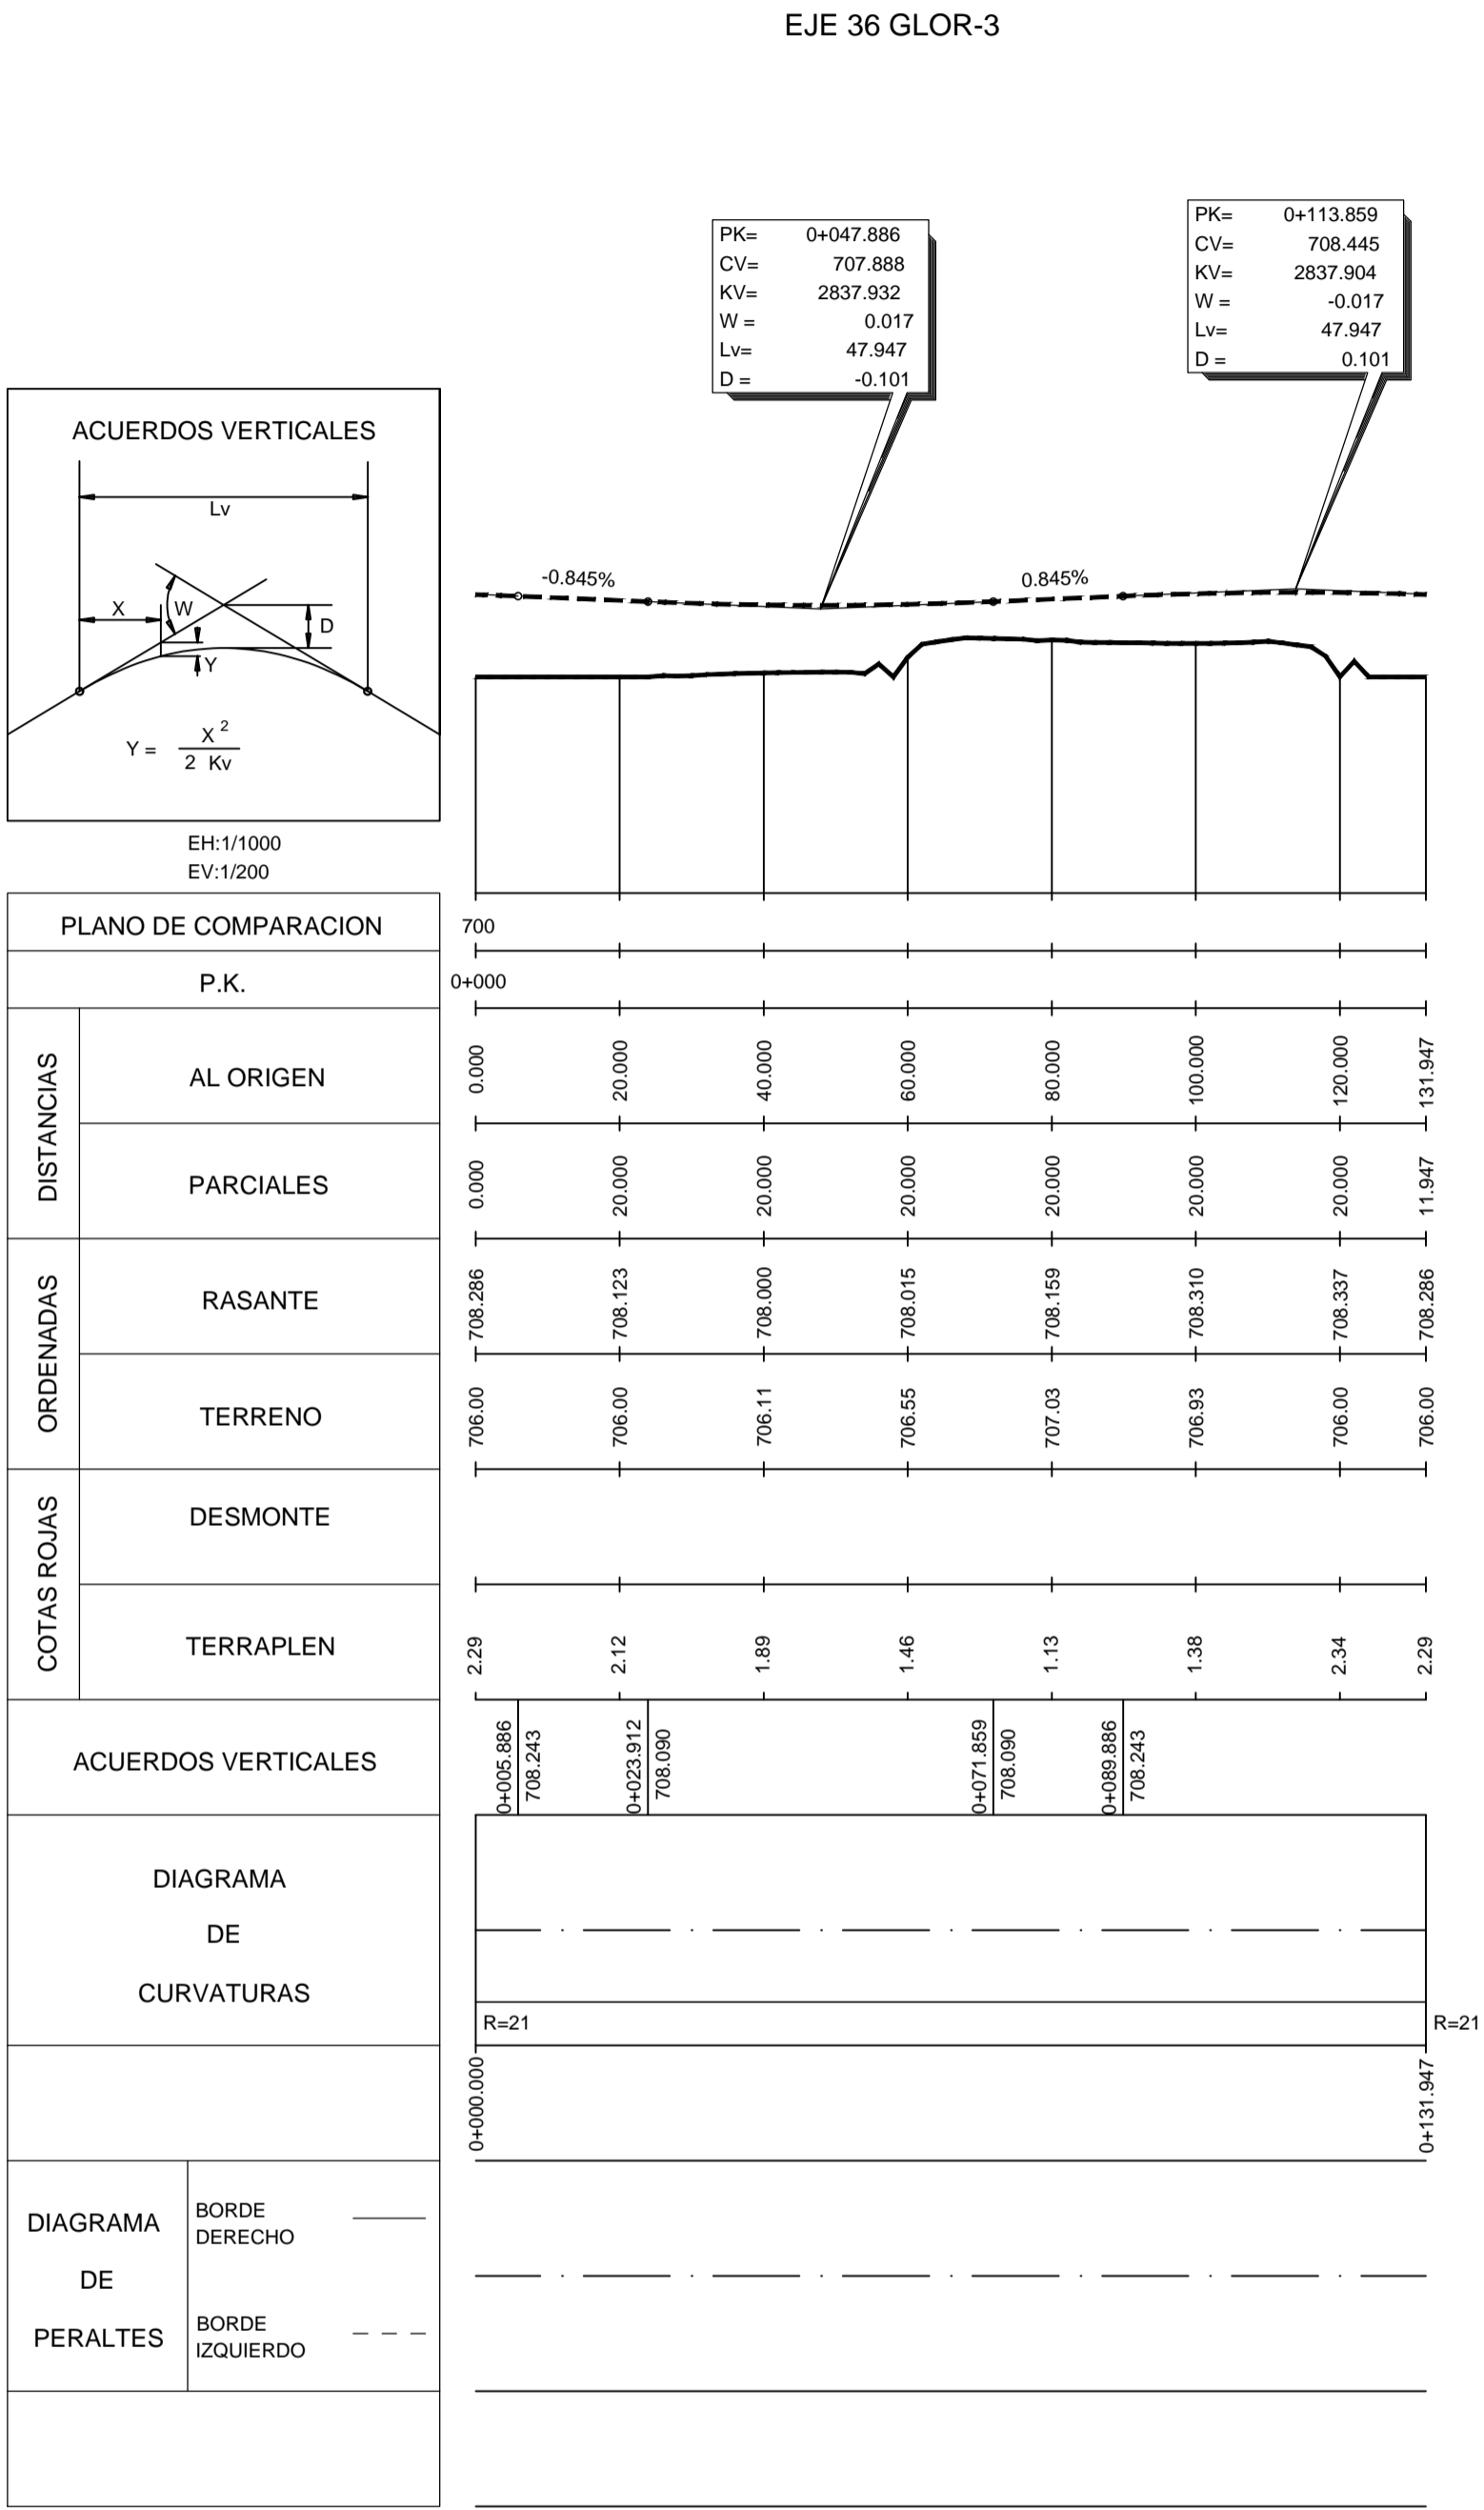 EJE 36 GLOR-3
PK= 0+047.886
CV= 707.888
KV= 2837.932
W = 0.017
Lv= 47.947
D = -0.101
PK= 0+113.859
CV= 708.445
KV= 2837.904
W = -0.017
Lv= 47.947
D = 0.101
ACUERDOS VERTICALES
Lv
X
W
D
Y
Y = X 2
2 Kv
-0.845%
0.845%
EH:1/1000
EV:1/200
PLANO DE COMPARACION
700
P.K.
0+000
DISTANCIAS
AL ORIGEN
0.000 20.000 40.000 60.000 80.000 100.000 120.000 131.947
PARCIALES
0.000 20.000 20.000 20.000 20.000 20.000 20.000 11.947
ORDENADAS
RASANTE
708.286 708.123 708.000 708.015 708.159 708.310 708.337 708.286
TERRENO
706.00 706.00 706.11 706.55 707.03 706.93 706.00 706.00
COTAS ROJAS
DESMONTE
TERRAPLEN
2.29 2.12 1.89 1.46 1.13 1.38 2.34 2.29
ACUERDOS VERTICALES
0+005.886
708.243
0+023.912
708.090
0+071.859
708.090
0+089.886
708.243
DIAGRAMA
DE
CURVATURAS
R=21
R=21
0+000.000
0+131.947
DIAGRAMA
DE
PERALTES
BORDE
DERECHO
BORDE
IZQUIERDO